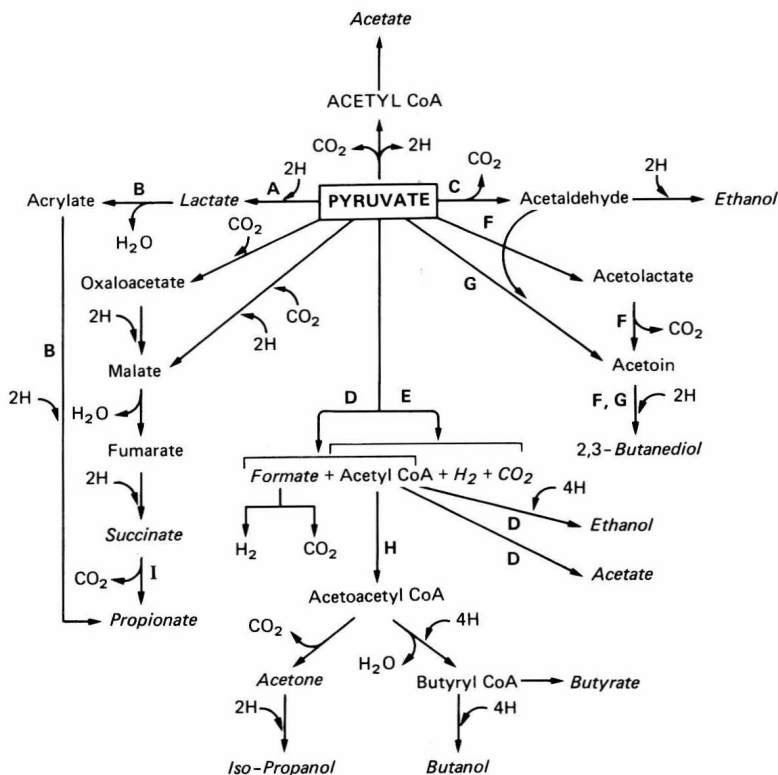 Acetate
ACETYL CoA
CO2 2H
CO2
2H 2H
B A C
Acrylate Lactate PYRUVATE Acetaldehyde Ethanol
H2O CO2 F
Oxaloacetate G Acetolactate
2H CO2 F CO2
B 2H
Malate Acetoin
2H H2O D E F, G 2H
Fumarate 2,3-Butanediol
2H Formate + Acetyl CoA + H2 + CO2
4H
Succinate D Ethanol
H2 CO2 H D
CO2 I Acetate
Propionate Acetoacetyl CoA
CO2 4H
H2O
Acetone Butyryl CoA Butyrate
2H 4H
Iso-Propanol Butanol